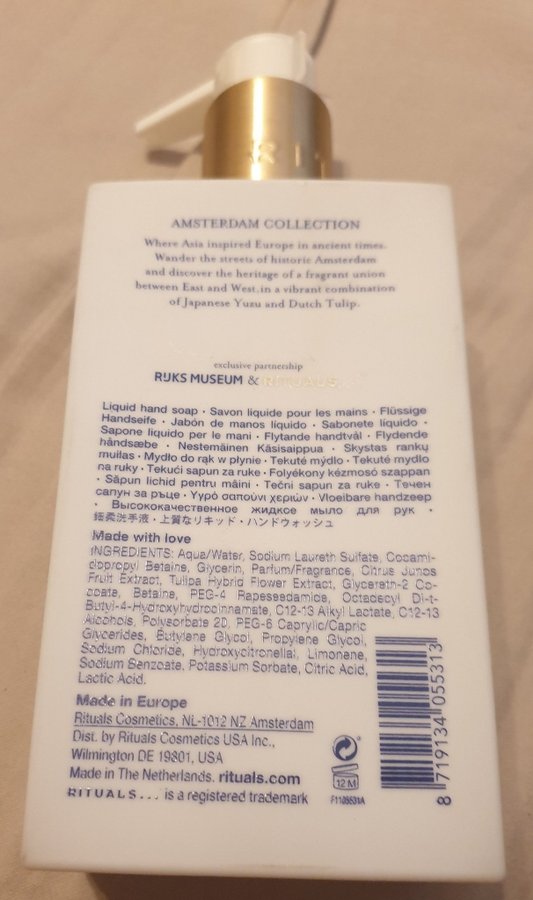 RIT
AMSTERDAM COLLECTION
Where Asia inspired Europe in ancient times.
Wander the streets of historic Amsterdam
and discover the heritage of a fragrant union
between East and West, in a vibrant combination
of Japanese Yuzu and Dutch Tulip.
exclusive partnership
RIJKS MUSEUM & RITUALS...
Liquid hand soap · Savon liquide pour les mains · Flüssige
Handseife · Jabón de manos líquido · Sabonete líquido ·
Sapone liquido per le mani · Flytande handtvål · Flydende
håndsæbe · Nestemäinen Käsisaippua · Skystas rankų
muilas · Mydło do rąk w płynie · Tekuté mýdlo · Tekuté mydlo
na ruky · Tekući sapun za ruke · Folyékony kézmosó szappan
· Săpun lichid pentru mâini · Tečni sapun za ruke · Течен
сапун за ръце · Υγρό σαπούνι χεριών · Vloeibare handzeep
· Высококачественное жидкое мыло для рук ·
極柔洗手液 · 上質なリキッド・ハンドウォッシュ
Made with love
INGREDIENTS: Aqua/Water, Sodium Laureth Sulfate, Cocami-
dopropyl Betaine, Glycerin, Parfum/Fragrance, Citrus Junos
Fruit Extract, Tulipa Hybrid Flower Extract, Glycereth-2 Co-
coate, Betaine, PEG-4 Rapeseedamide, Octadecyl Di-t-
Butyl-4-Hydroxyhydrocinnamate, C12-13 Alkyl Lactate, C12-13
Alcohols, Polysorbate 20, PEG-6 Caprylic/Capric
Glycerides, Butylene Glycol, Propylene Glycol,
Sodium Chloride, Hydroxycitronellal, Limonene,
Sodium Benzoate, Potassium Sorbate, Citric Acid,
Lactic Acid.
Made in Europe
Rituals Cosmetics, NL-1012 NZ Amsterdam
Dist. by Rituals Cosmetics USA Inc.,
Wilmington DE 19801, USA
Made in The Netherlands. rituals.com
RITUALS... is a registered trademark
12 M
F1105531A
8 719134 055313